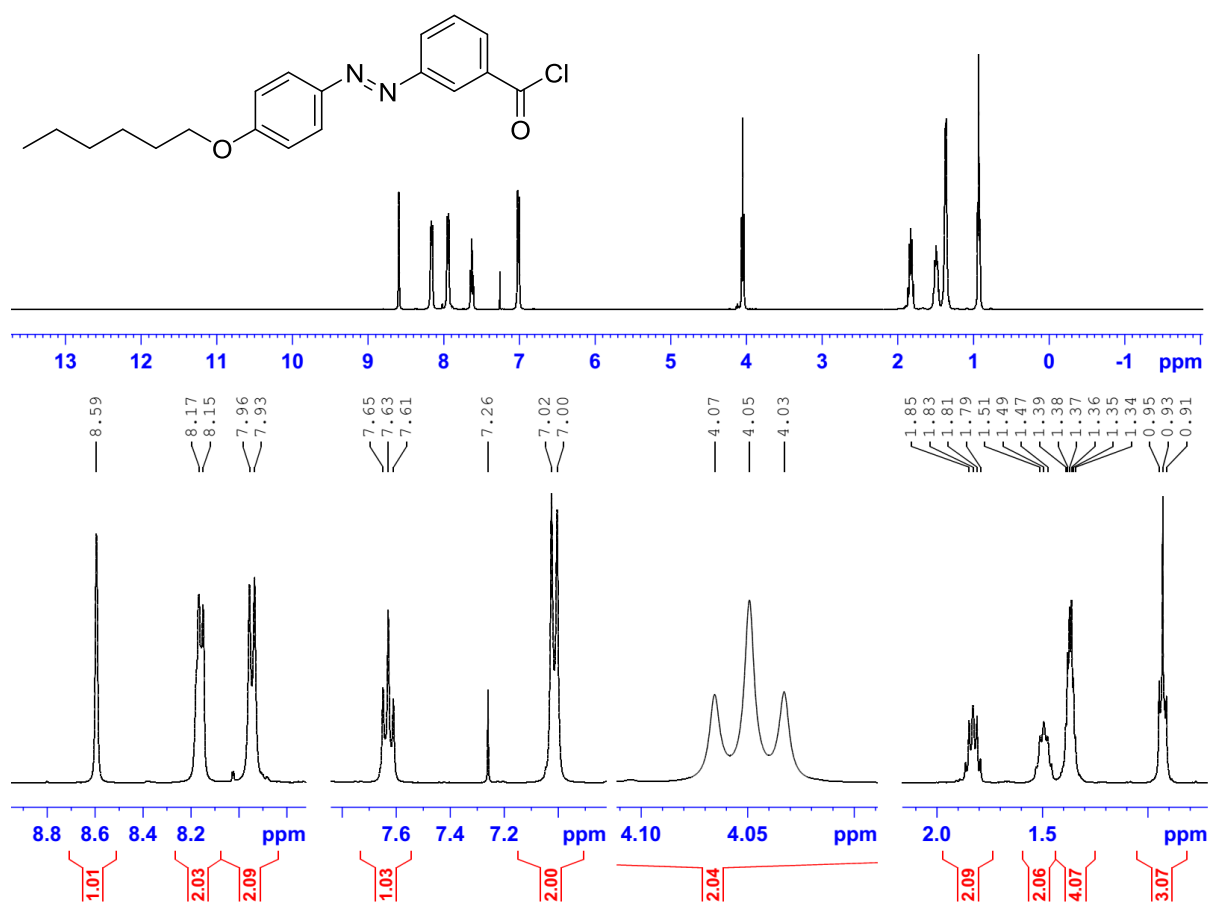 Cl
N
N
O
O
13 12 11 10 9 8 7 6 5 4 3 2 1 0 -1 ppm
8.59 8.17 8.15 7.96 7.93 7.65 7.63 7.61 7.26 7.02 7.00 4.07 4.05 4.03 1.85 1.83 1.81 1.79 1.51 1.49 1.47 1.39 1.38 1.37 1.36 1.35 1.34 0.95 0.93 0.91
8.8 8.6 8.4 8.2 ppm 7.6 7.4 7.2 ppm 4.10 4.05 ppm 2.0 1.5 ppm
1.01 2.03 2.09 1.03 2.00 2.04 2.09 2.06 4.07 3.07